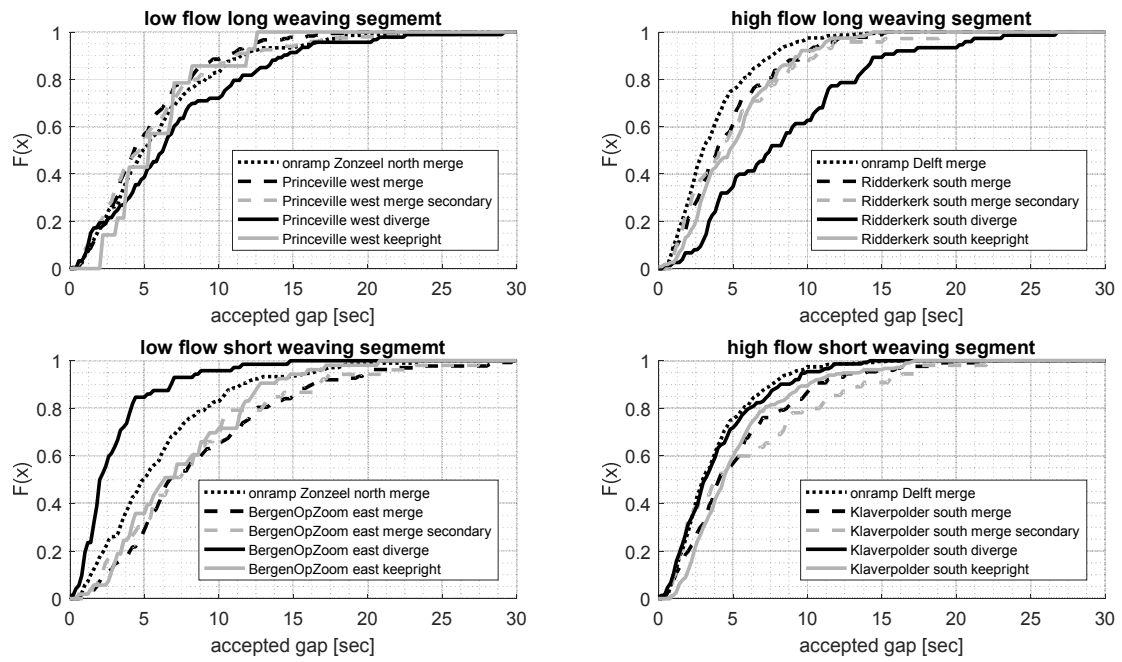 low flow long weaving segmemt
F(x)
1
0.8
0.6
0.4
0.2
0
onramp Zonzeel north merge
Princeville west merge
Princeville west merge secondary
Princeville west diverge
Princeville west keepright
0 5 10 15 20 25 30
accepted gap [sec]
high flow long weaving segment
F(x)
1
0.8
0.6
0.4
0.2
0
onramp Delft merge
Ridderkerk south merge
Ridderkerk south merge secondary
Ridderkerk south diverge
Ridderkerk south keepright
0 5 10 15 20 25 30
accepted gap [sec]
low flow short weaving segmemt
F(x)
1
0.8
0.6
0.4
0.2
0
onramp Zonzeel north merge
BergenOpZoom east merge
BergenOpZoom east merge secondary
BergenOpZoom east diverge
BergenOpZoom east keepright
0 5 10 15 20 25 30
accepted gap [sec]
high flow short weaving segment
F(x)
1
0.8
0.6
0.4
0.2
0
onramp Delft merge
Klaverpolder south merge
Klaverpolder south merge secondary
Klaverpolder south diverge
Klaverpolder south keepright
0 5 10 15 20 25 30
accepted gap [sec]